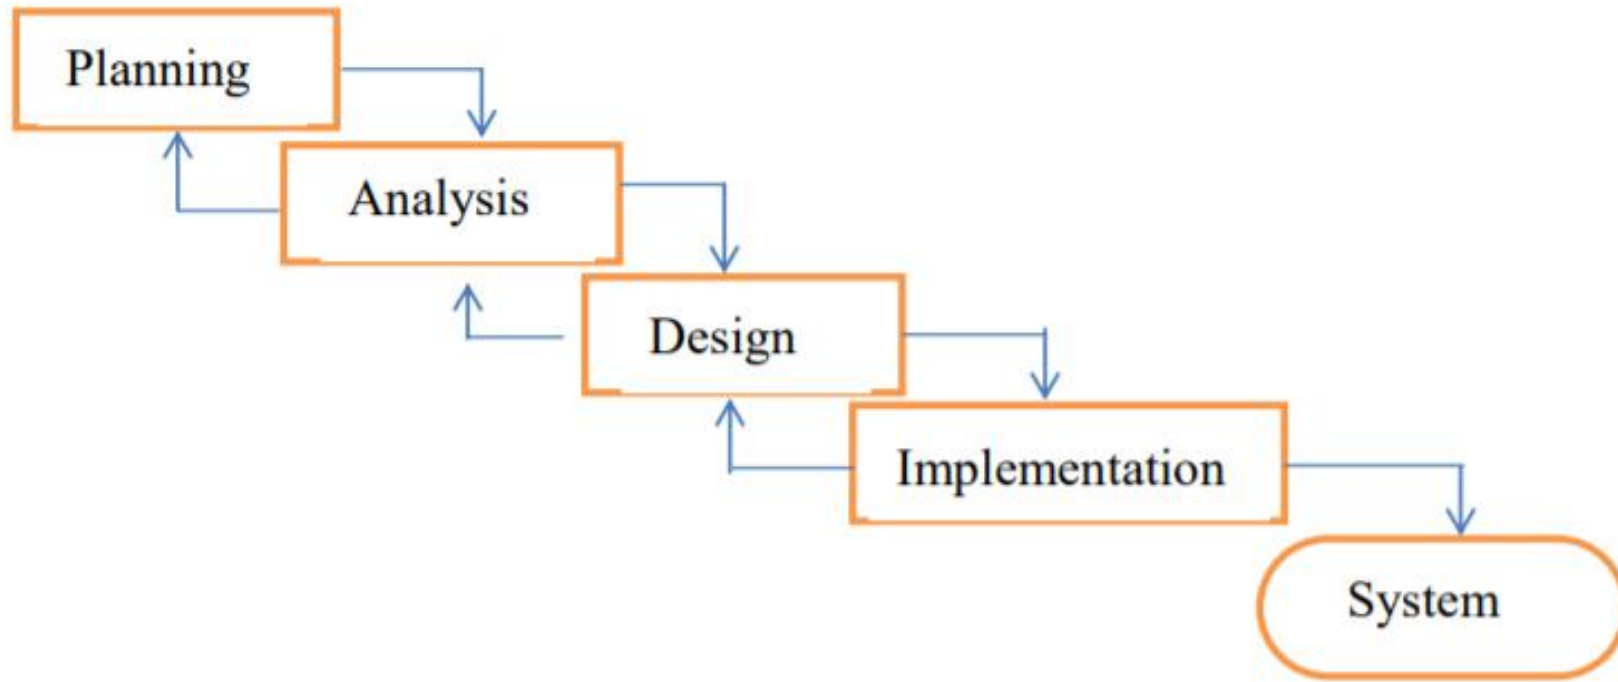 Planning
Analysis
Design
Implementation
System